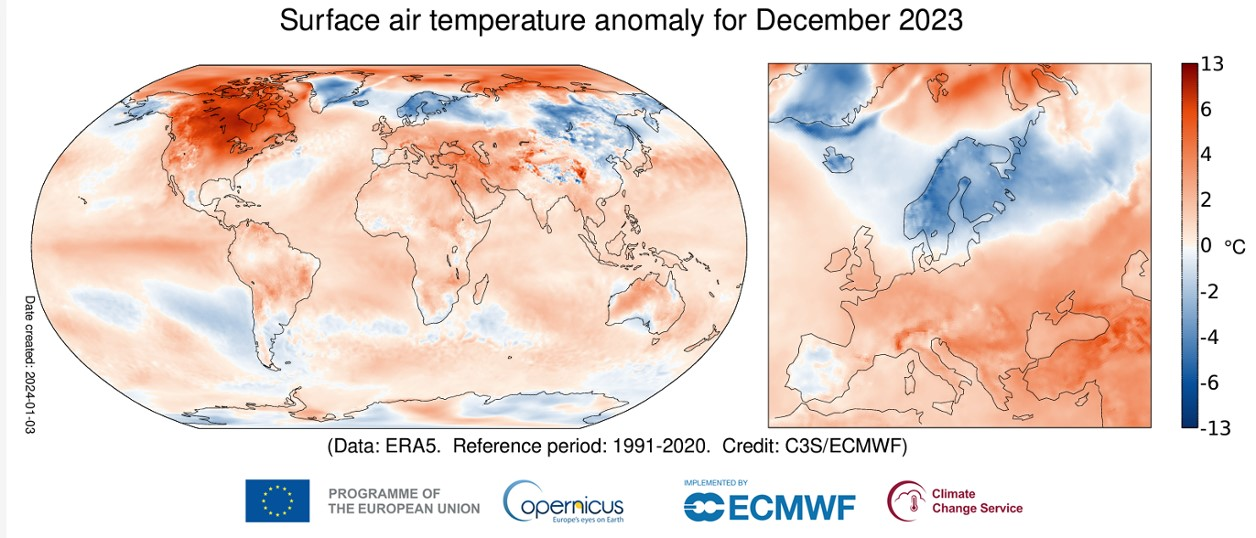 Surface air temperature anomaly for December 2023
13
6
4
2
0 °C
-2
-4
-6
-13
Date created: 2024-01-03
(Data: ERA5. Reference period: 1991-2020. Credit: C3S/ECMWF)
PROGRAMME OF
THE EUROPEAN UNION
opernicus
Europe's eyes on Earth
IMPLEMENTED BY
ECMWF
Climate
Change Service